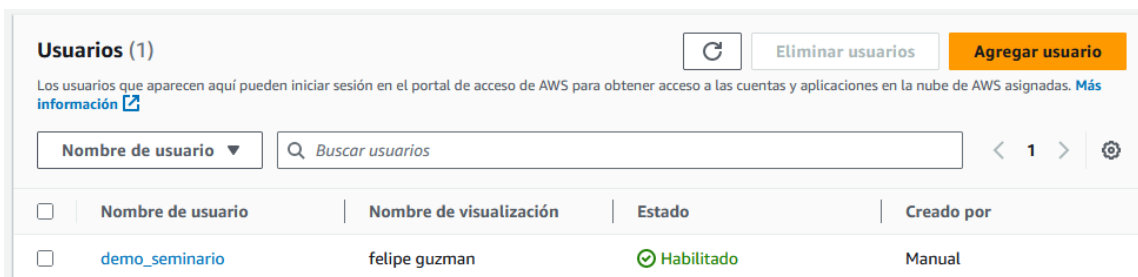 Usuarios (1)
Eliminar usuarios
Agregar usuario
Los usuarios que aparecen aquí pueden iniciar sesión en el portal de acceso de AWS para obtener acceso a las cuentas y aplicaciones en la nube de AWS asignadas. Más
información
Nombre de usuario
Buscar usuarios
1
Nombre de usuario Nombre de visualización Estado Creado por
demo_seminario felipe guzman Habilitado Manual